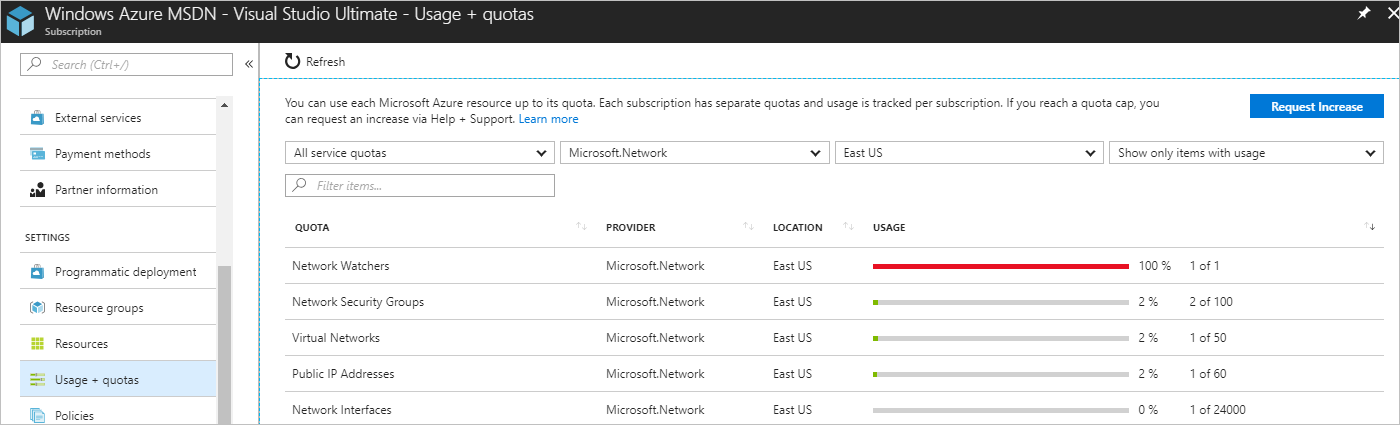 Windows Azure MSDN - Visual Studio Ultimate - Usage + quotas
Subscription
Search (Ctrl+/)
External services
Payment methods
Partner information
SETTINGS
Programmatic deployment
Resource groups
Resources
Usage + quotas
Policies
Refresh
You can use each Microsoft Azure resource up to its quota. Each subscription has separate quotas and usage is tracked per subscription. If you reach a quota cap, you
can request an increase via Help + Support. Learn more
Request Increase
All service quotas Microsoft.Network East US Show only items with usage
Filter items...
QUOTA PROVIDER LOCATION USAGE
Network Watchers Microsoft.Network East US 100 % 1 of 1
Network Security Groups Microsoft.Network East US 2 % 2 of 100
Virtual Networks Microsoft.Network East US 2 % 1 of 50
Public IP Addresses Microsoft.Network East US 2 % 1 of 60
Network Interfaces Microsoft.Network East US 0 % 1 of 24000